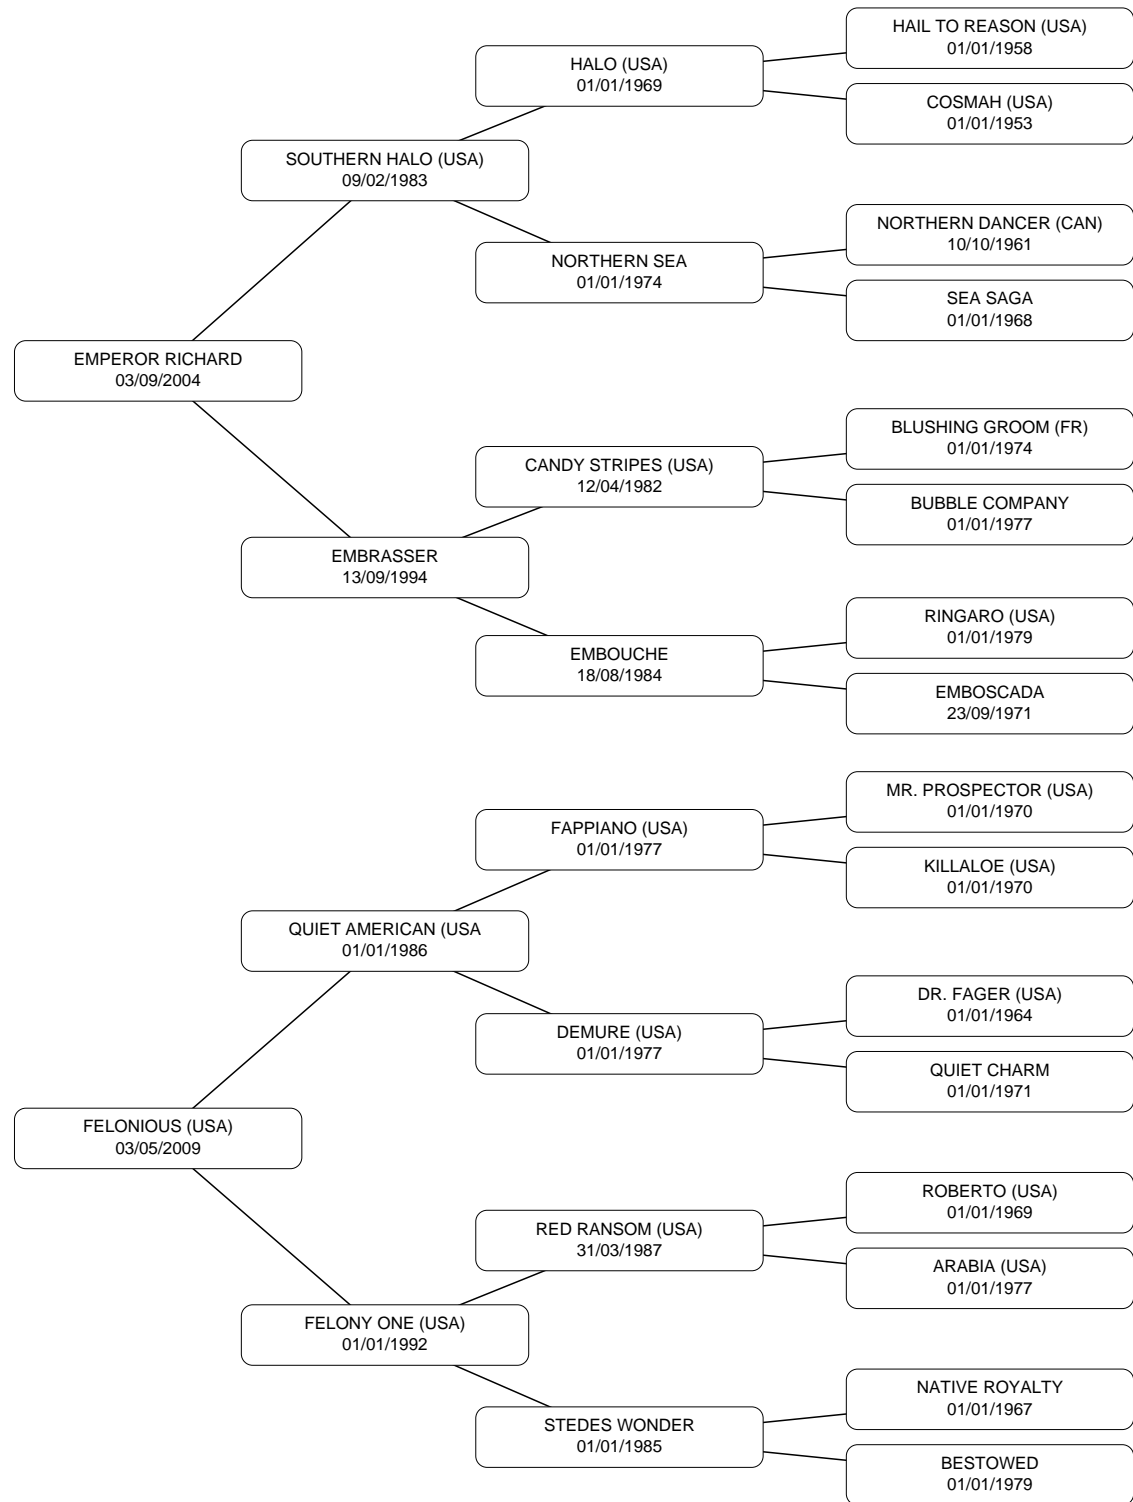 HAIL TO REASON (USA)
01/01/1958
HALO (USA)
01/01/1969
COSMAH (USA)
01/01/1953
SOUTHERN HALO (USA)
09/02/1983
NORTHERN DANCER (CAN)
10/10/1961
NORTHERN SEA
01/01/1974
SEA SAGA
01/01/1968
EMPEROR RICHARD
03/09/2004
BLUSHING GROOM (FR)
01/01/1974
CANDY STRIPES (USA)
12/04/1982
BUBBLE COMPANY
01/01/1977
EMBRASSER
13/09/1994
RINGARO (USA)
01/01/1979
EMBOUCHE
18/08/1984
EMBOSCADA
23/09/1971
MR. PROSPECTOR (USA)
01/01/1970
FAPPIANO (USA)
01/01/1977
KILLALOE (USA)
01/01/1970
QUIET AMERICAN (USA
01/01/1986
DR. FAGER (USA)
01/01/1964
DEMURE (USA)
01/01/1977
QUIET CHARM
01/01/1971
FELONIOUS (USA)
03/05/2009
ROBERTO (USA)
01/01/1969
RED RANSOM (USA)
31/03/1987
ARABIA (USA)
01/01/1977
FELONY ONE (USA)
01/01/1992
NATIVE ROYALTY
01/01/1967
STEDES WONDER
01/01/1985
BESTOWED
01/01/1979